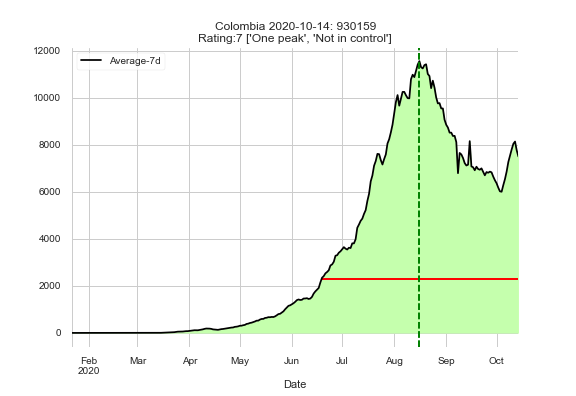 Colombia 2020-10-14: 930159
Rating:7 ['One peak', 'Not in control']
Average-7d
12000
10000
8000
6000
4000
2000
0
Feb Mar Apr May Jun Jul Aug Sep Oct
2020
Date